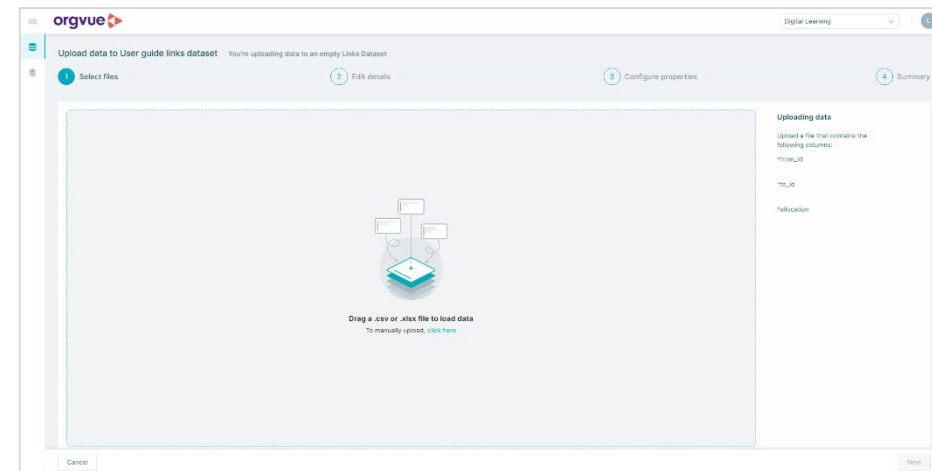 orgvue
Digital Learning
L
Upload data to User guide links dataset You're uploading data to an empty Links Dataset
1 Select files
2 Edit details
3 Configure properties
4 Summary
Uploading data
Upload a file that contains the
following columns:
*from_id
*to_id
*allocation
Drag a .csv or .xlsx file to load data
To manually upload, click here
Cancel
Next